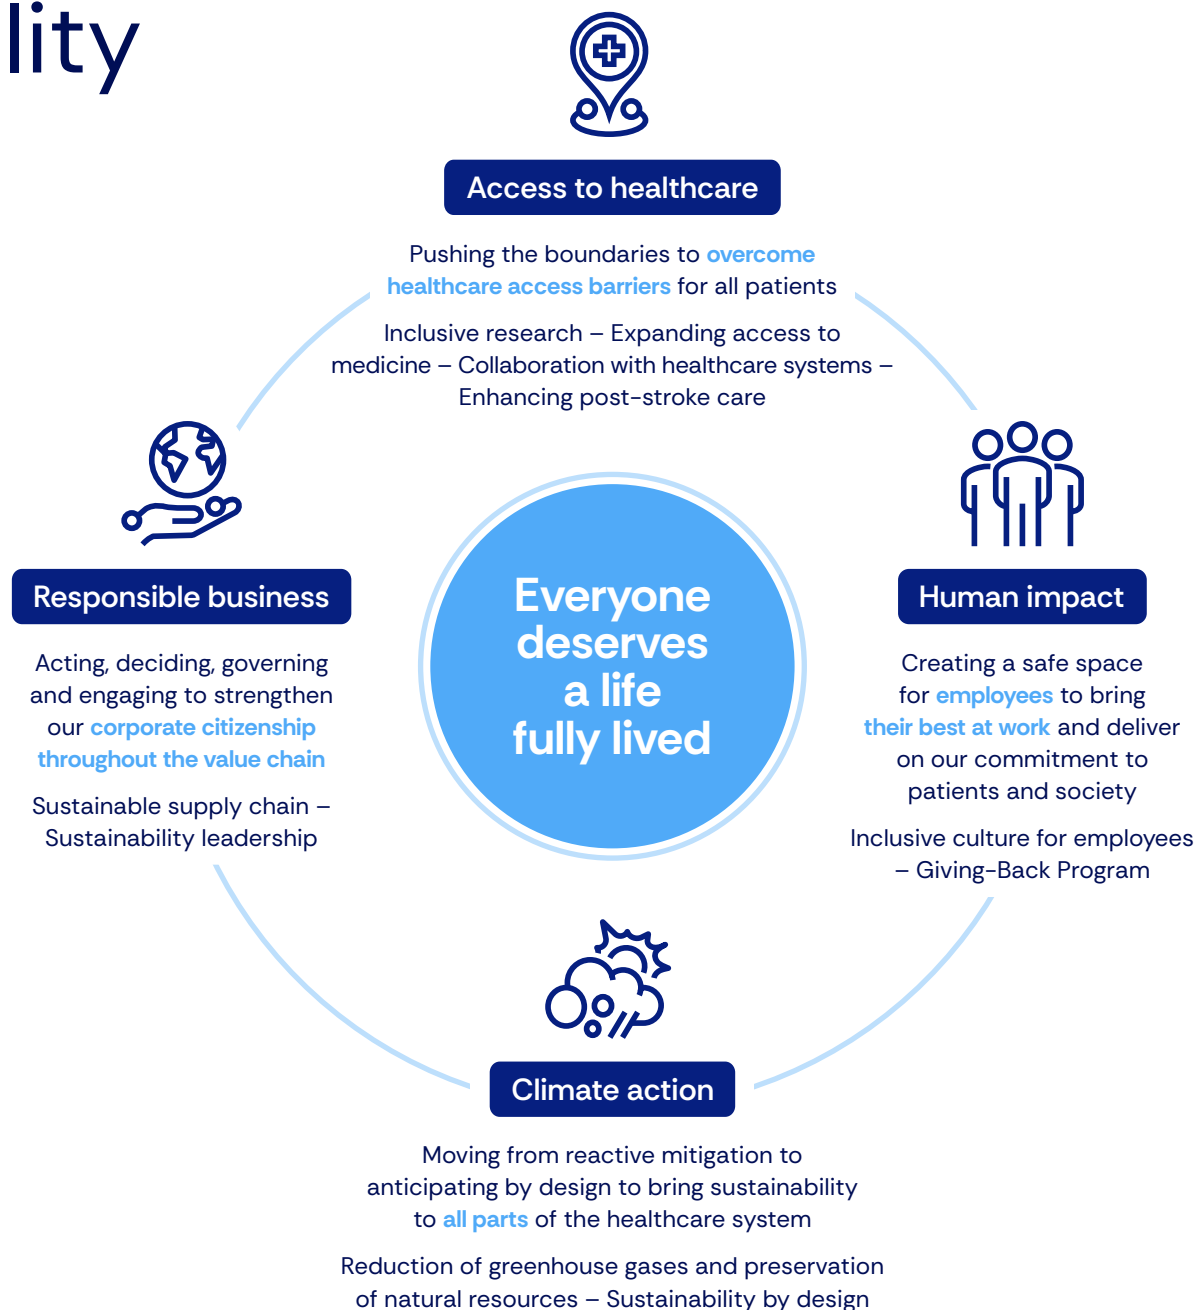 lity
Access to healthcare
Pushing the boundaries to overcome
healthcare access barriers for all patients
Inclusive research – Expanding access to
medicine – Collaboration with healthcare systems –
Enhancing post-stroke care
Responsible business
Acting, deciding, governing
and engaging to strengthen
our corporate citizenship
throughout the value chain
Sustainable supply chain –
Sustainability leadership
Everyone
deserves
a life
fully lived
Human impact
Creating a safe space
for employees to bring
their best at work and deliver
on our commitment to
patients and society
Inclusive culture for employees
– Giving-Back Program
Climate action
Moving from reactive mitigation to
anticipating by design to bring sustainability
to all parts of the healthcare system
Reduction of greenhouse gases and preservation
of natural resources – Sustainability by design